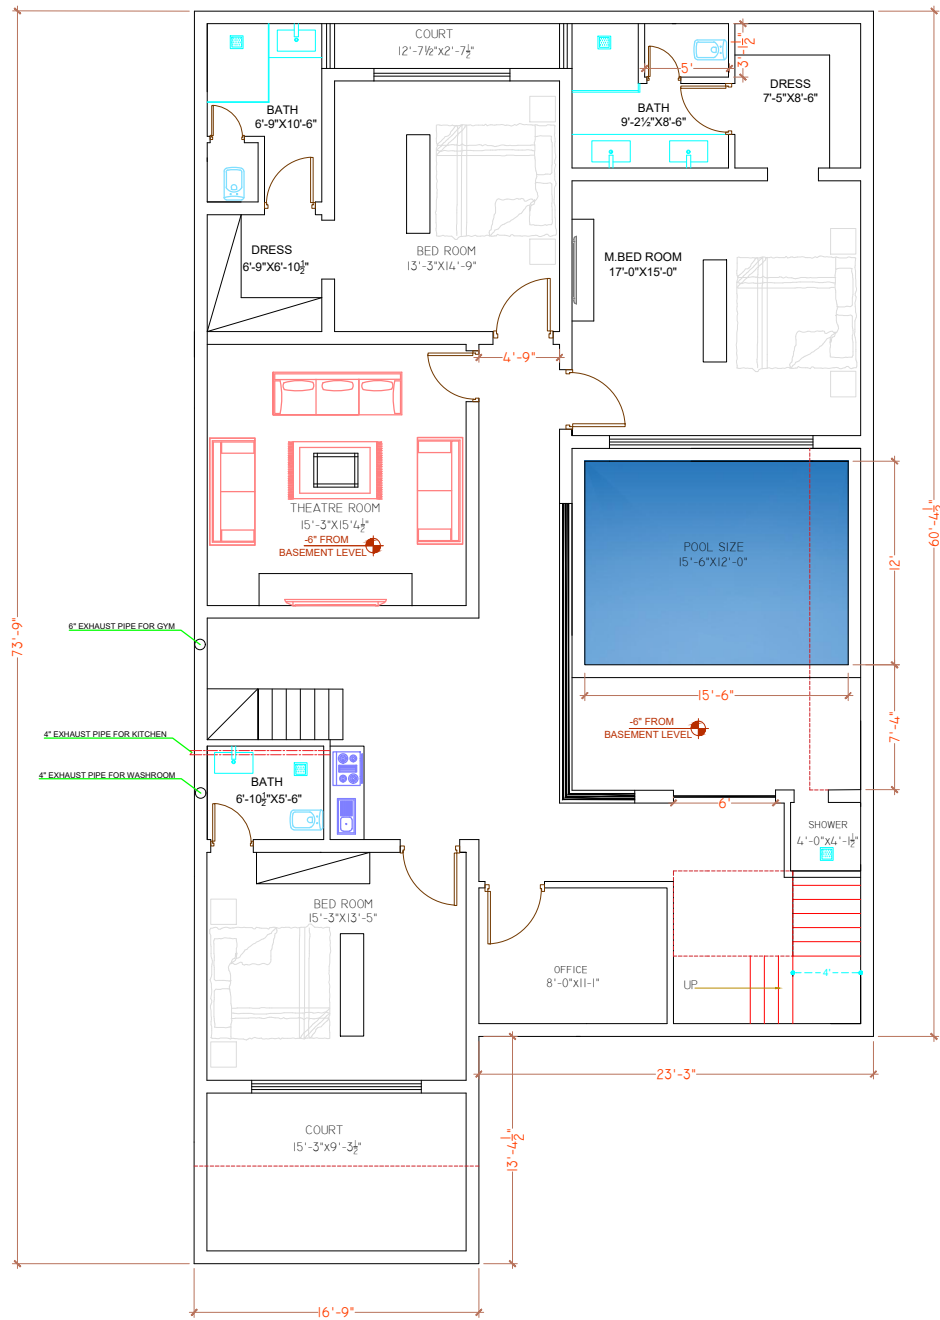 COURT
12'-7½"X2'-7½"
5'
3'-1½"
DRESS
7'-5"X8'-6"
BATH
6'-9"X10'-6"
BATH
9'-2½"X8'-6"
DRESS
6'-9"X6'-10½"
BED ROOM
13'-3"X14'-9"
M.BED ROOM
17'-0"X15'-0"
4'-9"
THEATRE ROOM
15'-3"X15'4½"
-6" FROM
BASEMENT LEVEL
POOL SIZE
15'-6"X12'-0"
12'
60'-4½"
73'-9"
6" EXHAUST PIPE FOR GYM
15'-6"
-6" FROM
BASEMENT LEVEL
7'-4"
4" EXHAUST PIPE FOR KITCHEN
4" EXHAUST PIPE FOR WASHROOM
BATH
6'-10½"X5'-6"
6'
SHOWER
4'-0"X4'-1½"
BED ROOM
15'-3"X13'-5"
OFFICE
8'-0"X11-1"
UP
4'
23'-3"
COURT
15'-3"X9'-3½"
13'-4½"
16'-9"